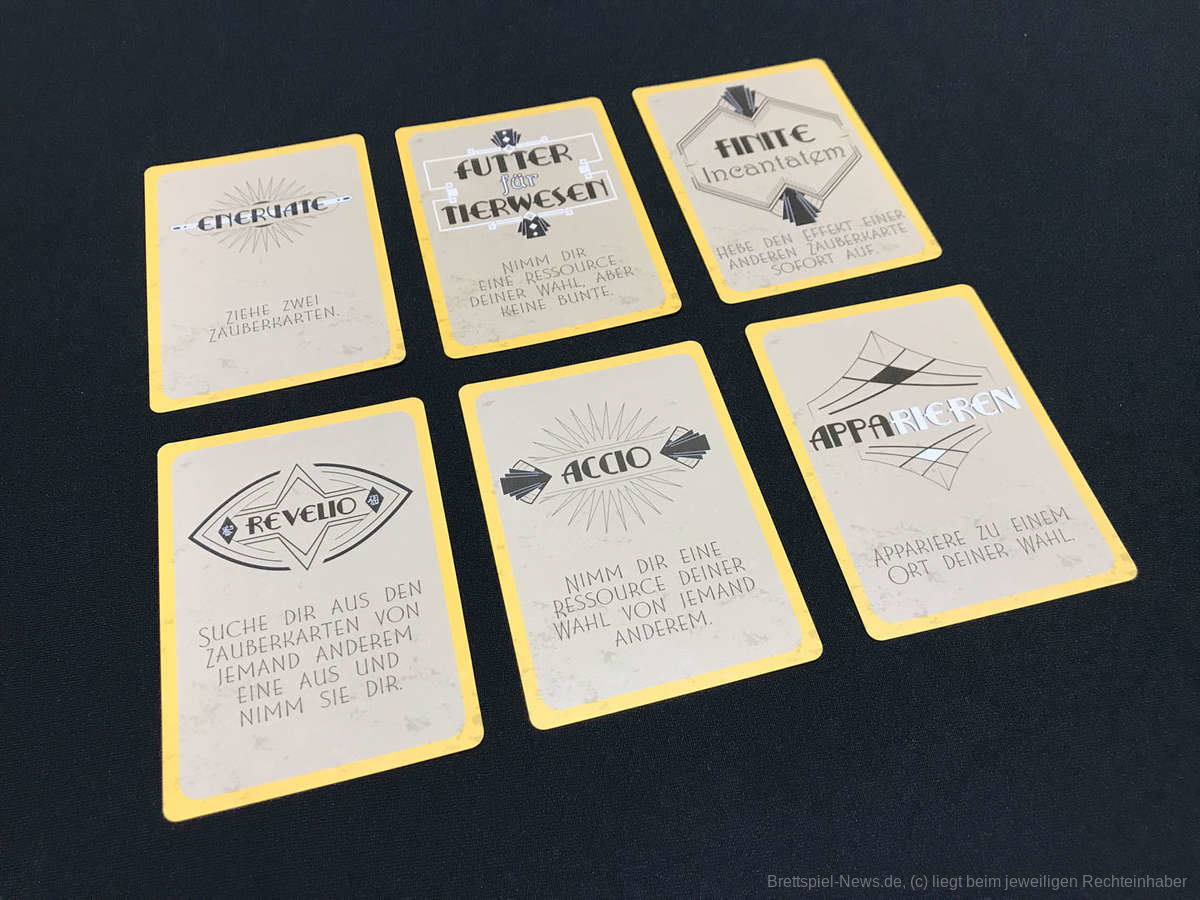 ENERVATE
ZIEHE ZWEI
ZAUBERKARTEN.
FUTTER
für
TIERWESEN
NIMM DIR
EINE RESSOURCE
DEINER WAHL, ABER
KEINE BUNTE.
FINITE
Incantatem
HEBE DEN EFFEKT EINER
ANDEREN ZAUBERKARTE
SOFORT AUF.
REVELIO
SUCHE DIR AUS DEN
ZAUBERKARTEN VON
JEMAND ANDEREM
EINE AUS UND
NIMM SIE DIR.
ACCIO
NIMM DIR EINE
RESSOURCE DEINER
WAHL VON JEMAND
ANDEREM.
APPARIEREN
APPARIERE ZU EINEM
ORT DEINER WAHL.
Brettspiel-News.de, (c) liegt beim jeweiligen Rechteinhaber